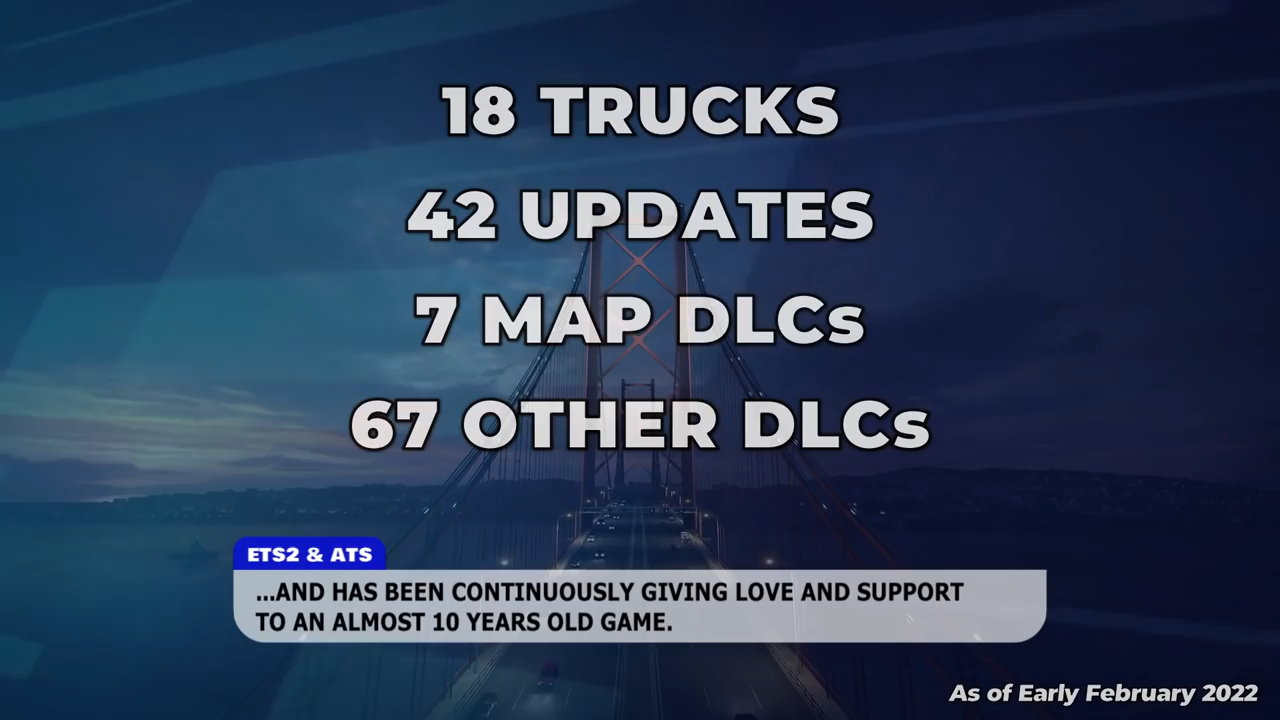 18 TRUCKS
42 UPDATES
7 MAP DLCs
67 OTHER DLCs
ETS2 & ATS
...AND HAS BEEN CONTINUOUSLY GIVING LOVE AND SUPPORT
TO AN ALMOST 10 YEARS OLD GAME.
As of Early February 2022